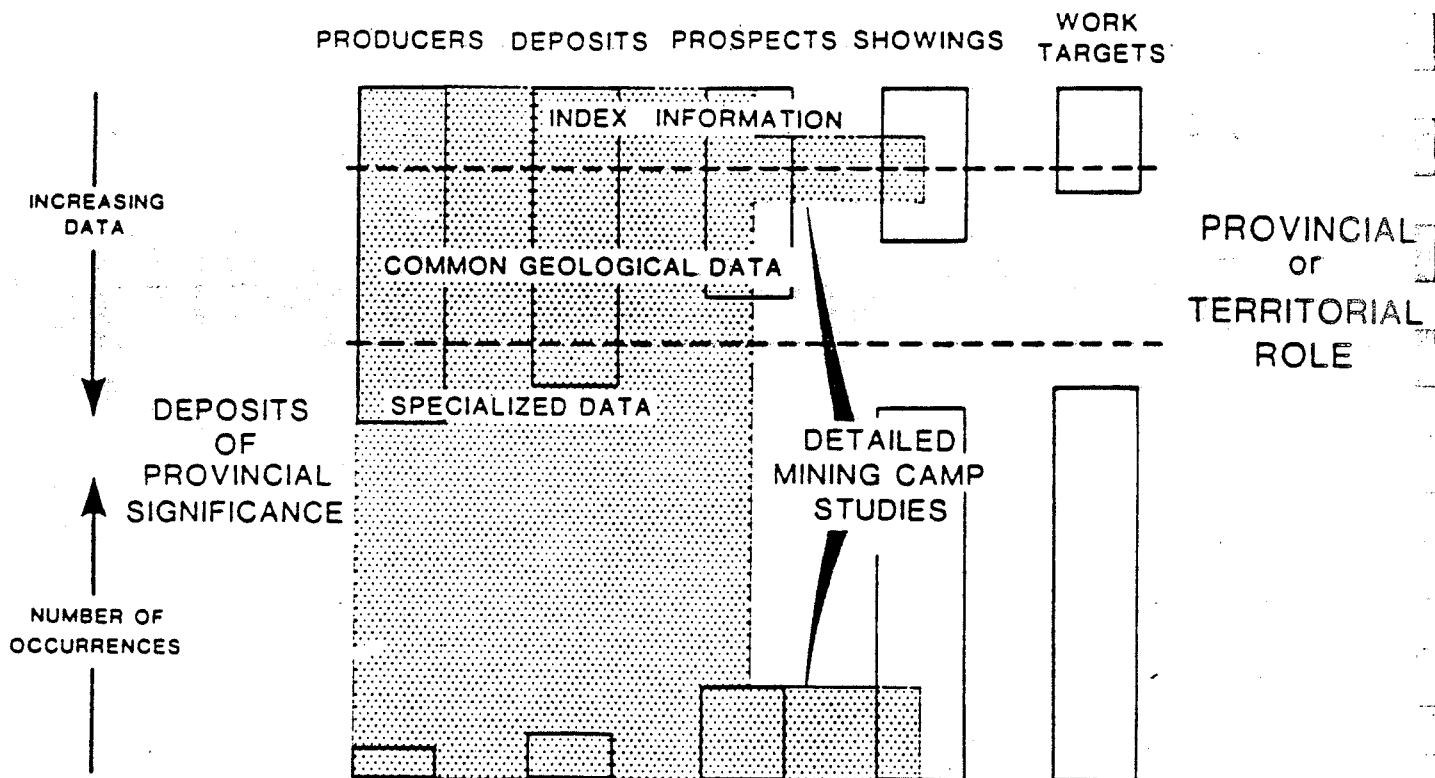 PRODUCERS DEPOSITS PROSPECTS SHOWINGS WORK
TARGETS
INDEX INFORMATION
INCREASING
DATA
PROVINCIAL
or
TERRITORIAL
ROLE
COMMON GEOLOGICAL DATA
SPECIALIZED DATA
DEPOSITS
OF
PROVINCIAL
SIGNIFICANCE
DETAILED
MINING CAMP
STUDIES
NUMBER OF
OCCURRENCES